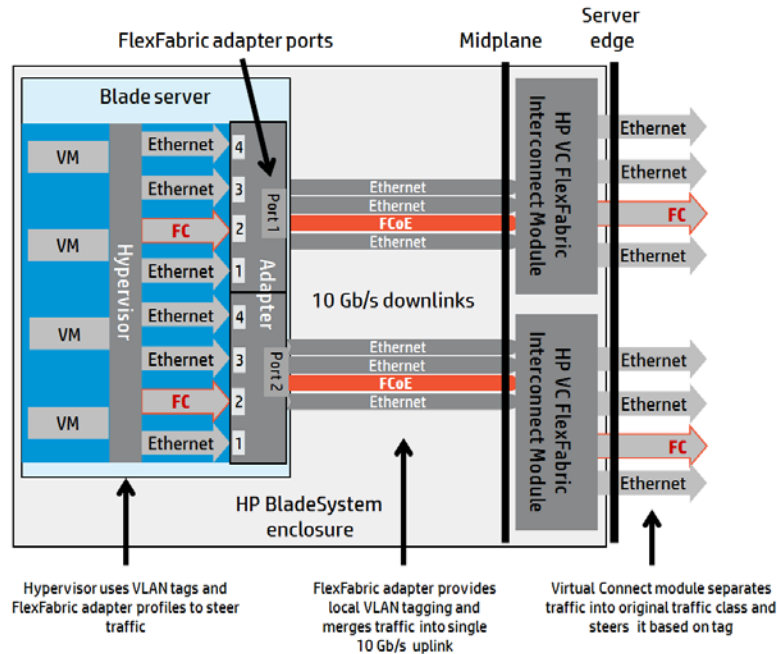 FlexFabric adapter ports
Midplane
Server
edge
Blade server
VM
VM
VM
VM
Hypervisor
Ethernet
Ethernet
FC
Ethernet
Ethernet
Ethernet
FC
Ethernet
4
3
2
1
4
3
2
1
Port 1
Adapter
Port 2
Ethernet
Ethernet
FCoE
Ethernet
10 Gb/s downlinks
Ethernet
Ethernet
FCoE
Ethernet
HP VC FlexFabric
Interconnect Module
HP VC FlexFabric
Interconnect Module
Ethernet
Ethernet
FC
Ethernet
Ethernet
Ethernet
FC
Ethernet
HP BladeSystem
enclosure
Hypervisor uses VLAN tags and
FlexFabric adapter profiles to steer
traffic
FlexFabric adapter provides
local VLAN tagging and
merges traffic into single
10 Gb/s uplink
Virtual Connect module separates
traffic into original traffic class and
steers it based on tag